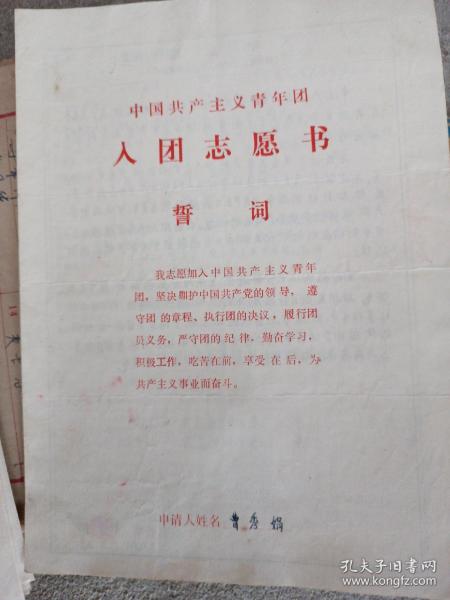 中国共产主义青年团
入团志愿书
誓词
我志愿加入中国共产主义青年
团，坚决拥护中国共产党的领导，遵
守团的章程、执行团的决议，履行团
员义务，严守团的纪律，勤奋学习，
积极工作，吃苦在前，享受在后，为
共产主义事业而奋斗。
申请人姓名 曹秀娟
孔夫子旧书网
www.kongfz.com